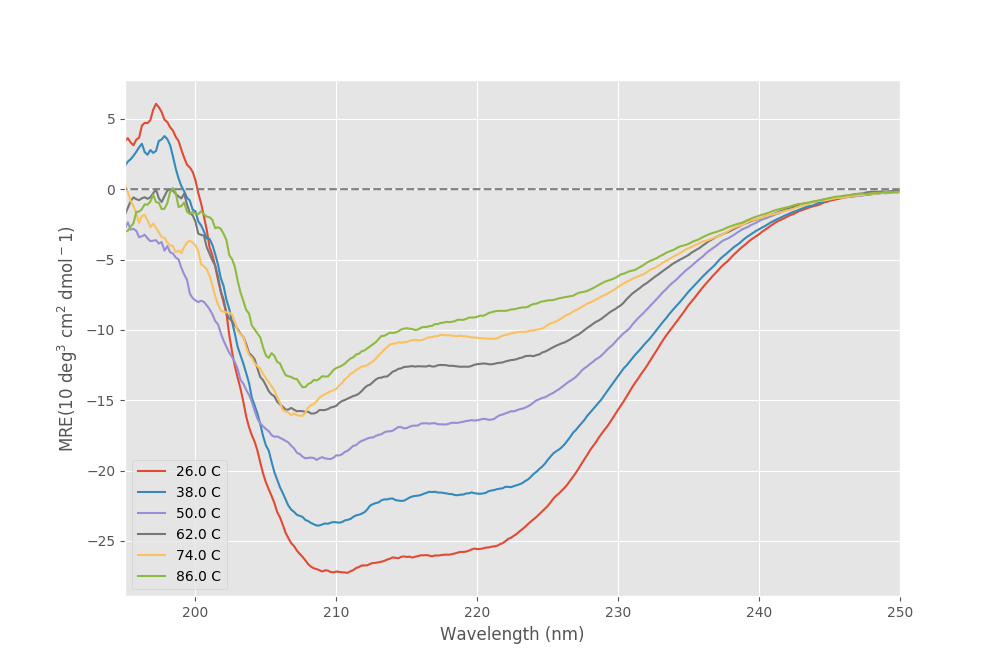 5
0
−5
−10
−15
−20
−25
MRE(10 deg³ cm² dmol − 1)
26.0 C
38.0 C
50.0 C
62.0 C
74.0 C
86.0 C
200 210 220 230 240 250
Wavelength (nm)